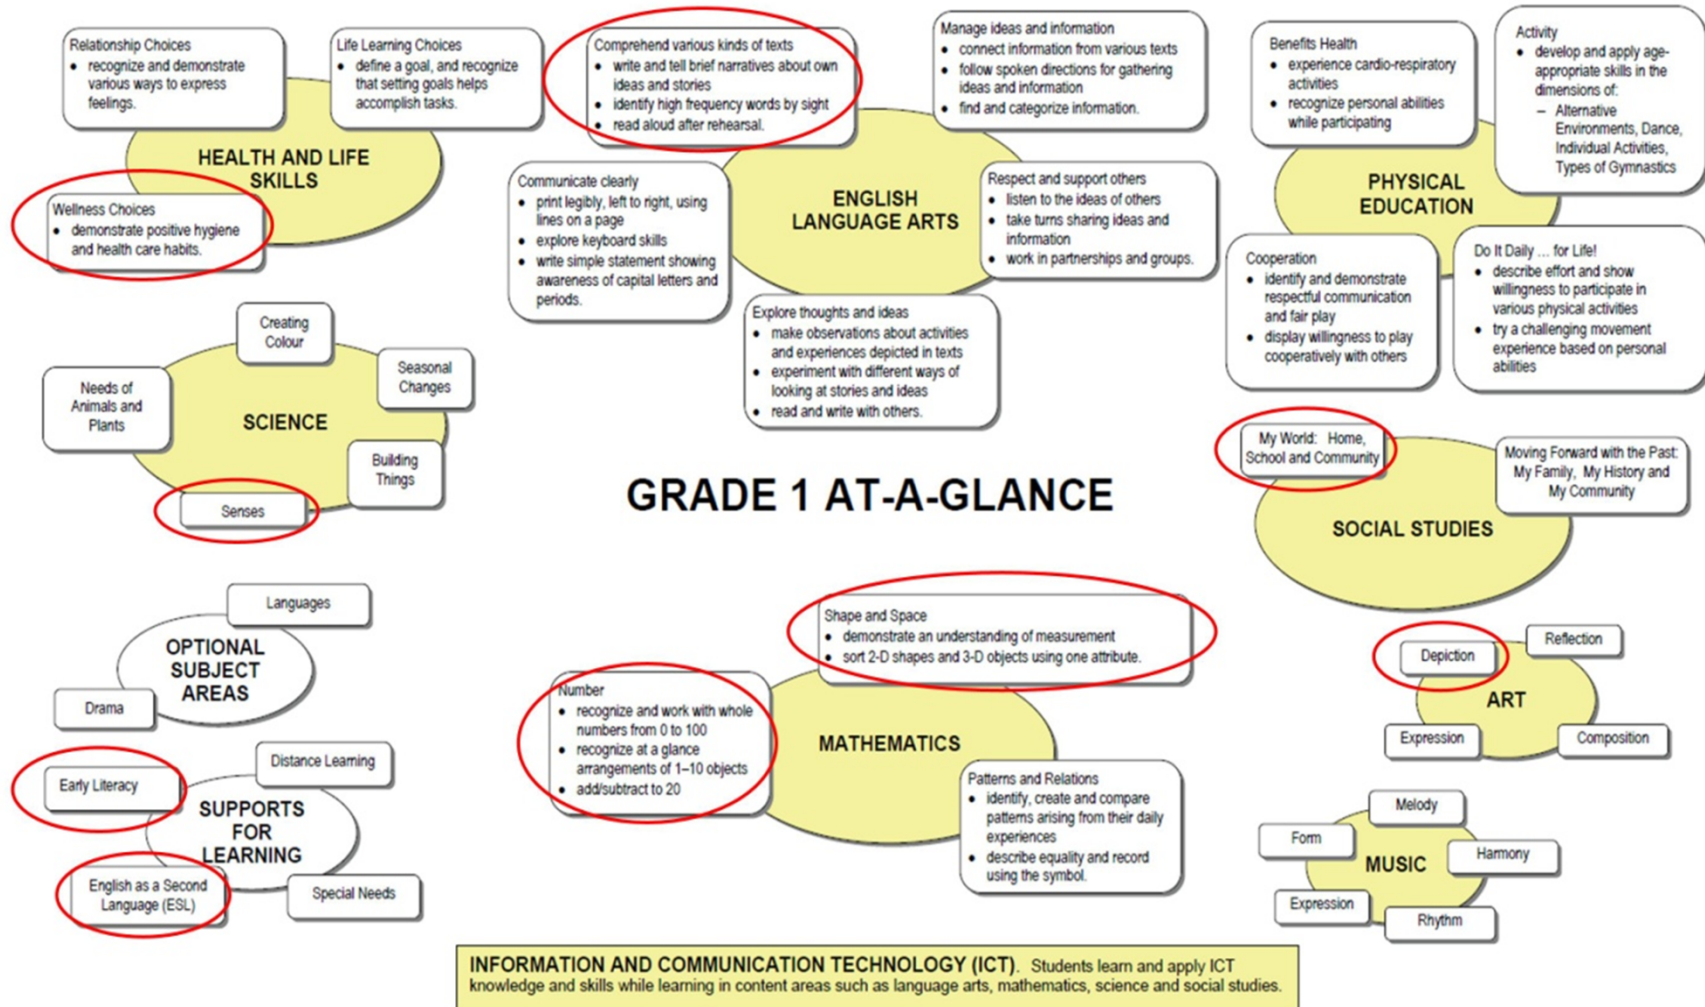 Relationship Choices
• recognize and demonstrate
various ways to express
feelings.
Life Learning Choices
• define a goal, and recognize
that setting goals helps
accomplish tasks.
HEALTH AND LIFE
SKILLS
Wellness Choices
• demonstrate positive hygiene
and health care habits.
Comprehend various kinds of texts
• write and tell brief narratives about own
ideas and stories
• identify high frequency words by sight
• read aloud after rehearsal.
Manage ideas and information
• connect information from various texts
• follow spoken directions for gathering
ideas and information
• find and categorize information.
Communicate clearly
• print legibly, left to right, using
lines on a page
• explore keyboard skills
• write simple statement showing
awareness of capital letters and
periods.
ENGLISH
LANGUAGE ARTS
Respect and support others
• listen to the ideas of others
• take turns sharing ideas and
information
• work in partnerships and groups.
Explore thoughts and ideas
• make observations about activities
and experiences depicted in texts
• experiment with different ways of
looking at stories and ideas
• read and write with others.
Benefits Health
• experience cardio-respiratory
activities
• recognize personal abilities
while participating
Activity
• develop and apply age-
appropriate skills in the
dimensions of:
– Alternative
Environments, Dance,
Individual Activities,
Types of Gymnastics
PHYSICAL
EDUCATION
Cooperation
• identify and demonstrate
respectful communication
and fair play
• display willingness to play
cooperatively with others
Do It Daily ... for Life!
• describe effort and show
willingness to participate in
various physical activities
• try a challenging movement
experience based on personal
abilities
Creating
Colour
Seasonal
Changes
Needs of
Animals and
Plants
SCIENCE
Building
Things
Senses
GRADE 1 AT-A-GLANCE
My World: Home,
School and Community
Moving Forward with the Past:
My Family, My History and
My Community
SOCIAL STUDIES
Languages
OPTIONAL
SUBJECT
AREAS
Drama
Distance Learning
Early Literacy
SUPPORTS
FOR
LEARNING
English as a Second
Language (ESL)
Special Needs
Shape and Space
• demonstrate an understanding of measurement
• sort 2-D shapes and 3-D objects using one attribute.
Number
• recognize and work with whole
numbers from 0 to 100
• recognize at a glance
arrangements of 1–10 objects
• add/subtract to 20
MATHEMATICS
Patterns and Relations
• identify, create and compare
patterns arising from their daily
experiences
• describe equality and record
using the symbol.
Reflection
Depiction
ART
Expression
Composition
Melody
Form
MUSIC
Harmony
Expression
Rhythm
INFORMATION AND COMMUNICATION TECHNOLOGY (ICT). Students learn and apply ICT
knowledge and skills while learning in content areas such as language arts, mathematics, science and social studies.